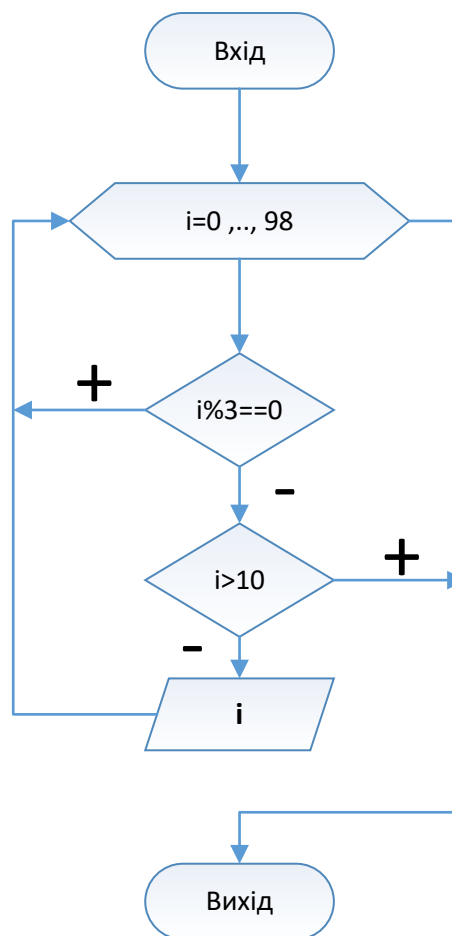 Вхід
i=0 ,.., 98
+
i%3==0
-
i>10
+
-
i
Вихід